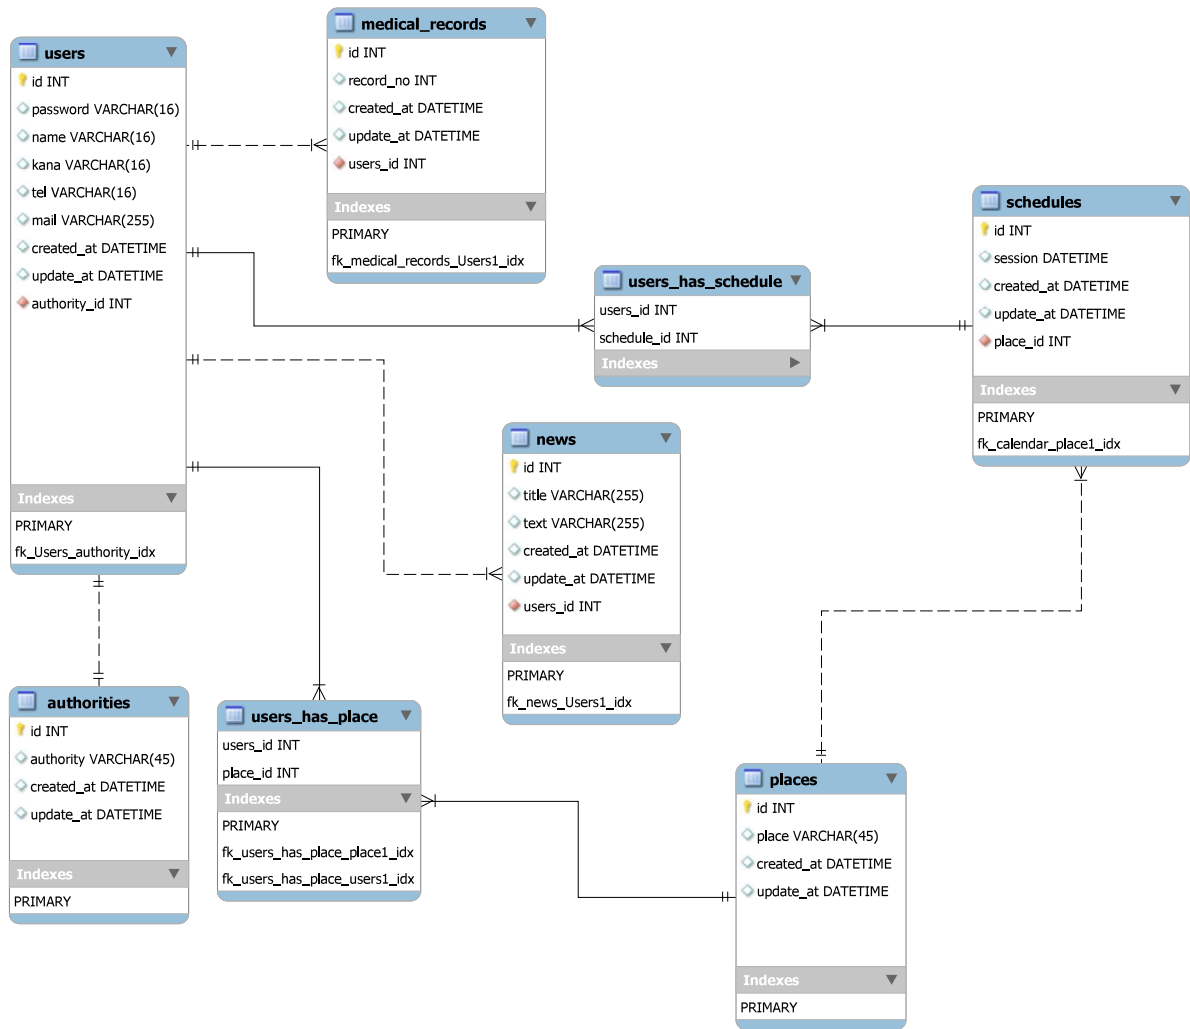 users
id INT
password VARCHAR(16)
name VARCHAR(16)
kana VARCHAR(16)
tel VARCHAR(16)
mail VARCHAR(255)
created_at DATETIME
update_at DATETIME
authority_id INT
Indexes
PRIMARY
fk_Users_authority_idx
medical_records
id INT
record_no INT
created_at DATETIME
update_at DATETIME
users_id INT
Indexes
PRIMARY
fk_medical_records_Users1_idx
users_has_schedule
users_id INT
schedule_id INT
Indexes
schedules
id INT
session DATETIME
created_at DATETIME
update_at DATETIME
place_id INT
Indexes
PRIMARY
fk_calendar_place1_idx
news
id INT
title VARCHAR(255)
text VARCHAR(255)
created_at DATETIME
update_at DATETIME
users_id INT
Indexes
PRIMARY
fk_news_Users1_idx
authorities
id INT
authority VARCHAR(45)
created_at DATETIME
update_at DATETIME
Indexes
PRIMARY
users_has_place
users_id INT
place_id INT
Indexes
PRIMARY
fk_users_has_place_place1_idx
fk_users_has_place_users1_idx
places
id INT
place VARCHAR(45)
created_at DATETIME
update_at DATETIME
Indexes
PRIMARY